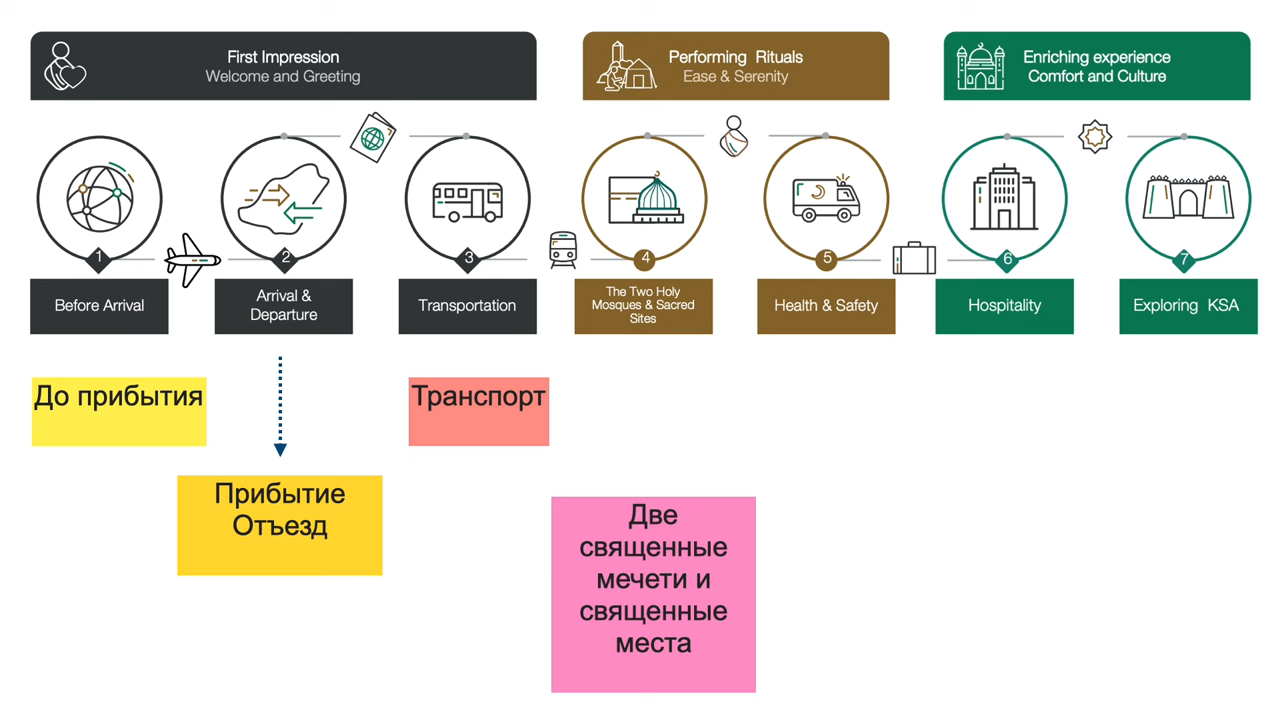 First Impression
Welcome and Greeting
Performing Rituals
Ease & Serenity
Enriching experience
Comfort and Culture
1
2
3
4
5
6
7
Before Arrival
Arrival &
Departure
Transportation
The Two Holy
Mosques & Sacred
Sites
Health & Safety
Hospitality
Exploring KSA
До прибытия
Транспорт
Прибытие
Отъезд
Две
священные
мечети и
священные
места